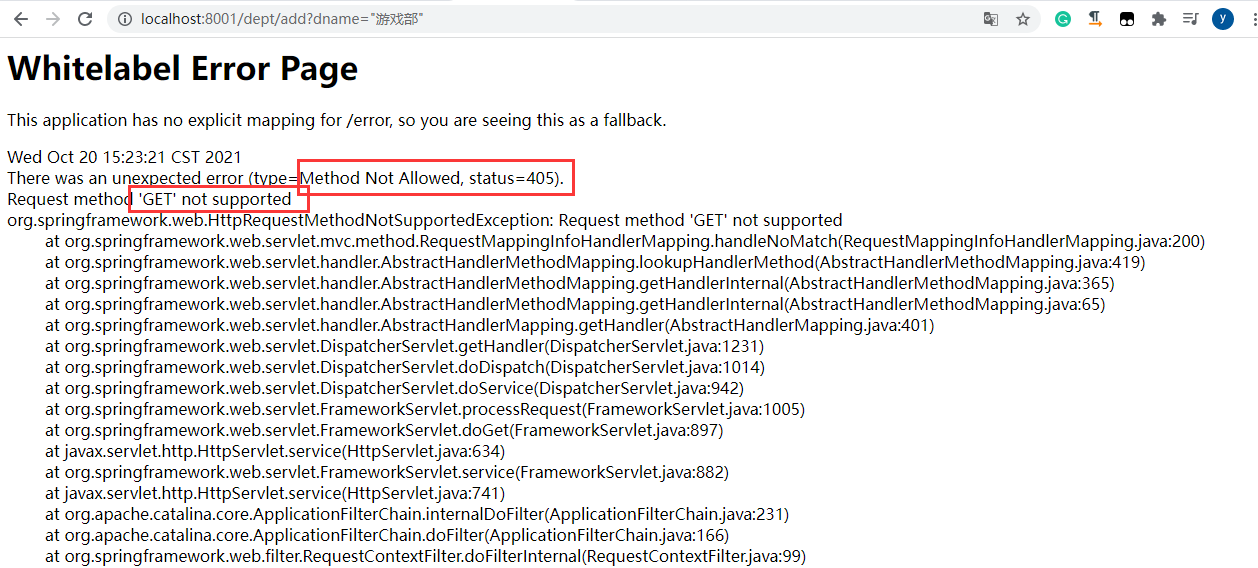 localhost:8001/dept/add?dname="游戏部"
y
Whitelabel Error Page
This application has no explicit mapping for /error, so you are seeing this as a fallback.
Wed Oct 20 15:23:21 CST 2021
There was an unexpected error (type=Method Not Allowed, status=405).
Request method 'GET' not supported
org.springframework.web.HttpRequestMethodNotSupportedException: Request method 'GET' not supported
at org.springframework.web.servlet.mvc.method.RequestMappingInfoHandlerMapping.handleNoMatch(RequestMappingInfoHandlerMapping.java:200)
at org.springframework.web.servlet.handler.AbstractHandlerMethodMapping.lookupHandlerMethod(AbstractHandlerMethodMapping.java:419)
at org.springframework.web.servlet.handler.AbstractHandlerMethodMapping.getHandlerInternal(AbstractHandlerMethodMapping.java:365)
at org.springframework.web.servlet.handler.AbstractHandlerMethodMapping.getHandlerInternal(AbstractHandlerMethodMapping.java:65)
at org.springframework.web.servlet.handler.AbstractHandlerMapping.getHandler(AbstractHandlerMapping.java:401)
at org.springframework.web.servlet.DispatcherServlet.getHandler(DispatcherServlet.java:1231)
at org.springframework.web.servlet.DispatcherServlet.doDispatch(DispatcherServlet.java:1014)
at org.springframework.web.servlet.DispatcherServlet.doService(DispatcherServlet.java:942)
at org.springframework.web.servlet.FrameworkServlet.processRequest(FrameworkServlet.java:1005)
at org.springframework.web.servlet.FrameworkServlet.doGet(FrameworkServlet.java:897)
at javax.servlet.http.HttpServlet.service(HttpServlet.java:634)
at org.springframework.web.servlet.FrameworkServlet.service(FrameworkServlet.java:882)
at javax.servlet.http.HttpServlet.service(HttpServlet.java:741)
at org.apache.catalina.core.ApplicationFilterChain.internalDoFilter(ApplicationFilterChain.java:231)
at org.apache.catalina.core.ApplicationFilterChain.doFilter(ApplicationFilterChain.java:166)
at org.springframework.web.filter.RequestContextFilter.doFilterInternal(RequestContextFilter.java:99)